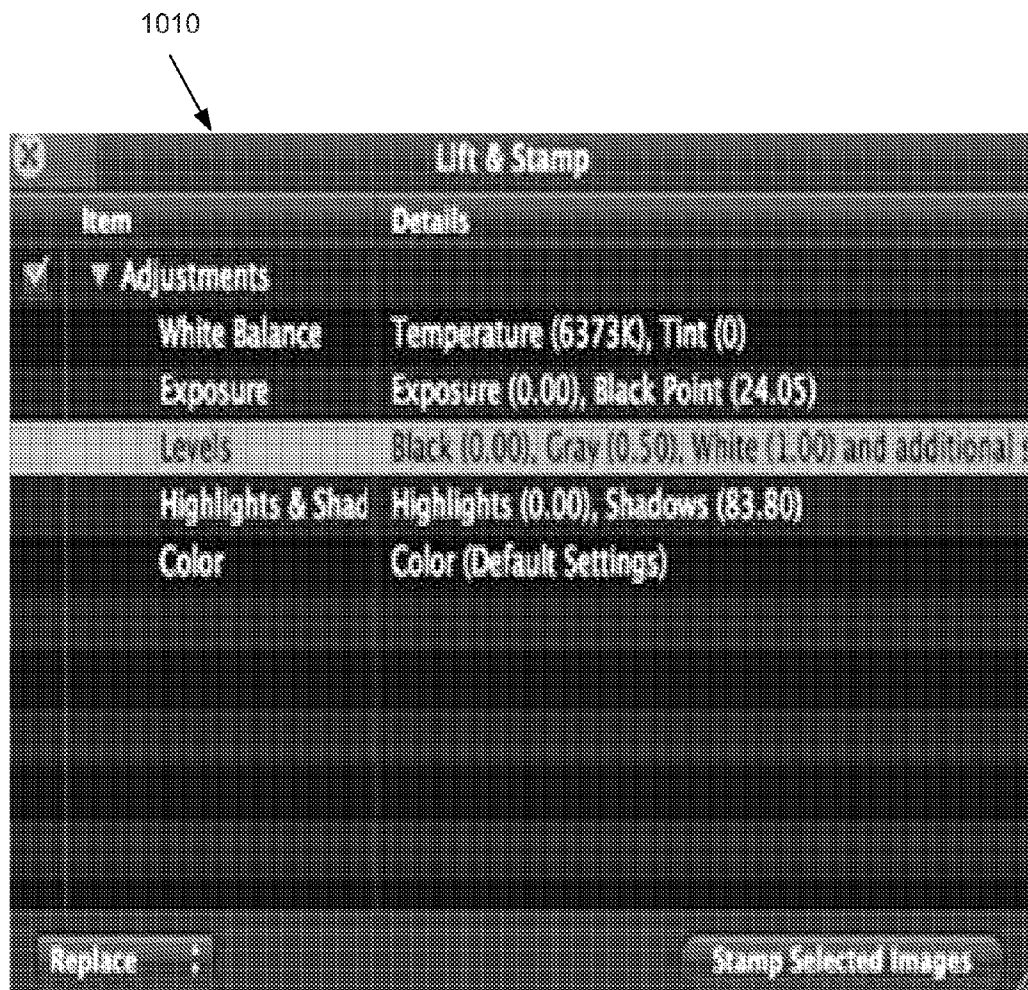 1010
Lift & Stamp
Item Details
Adjustments
White Balance Temperature (6373K), Tint (0)
Exposure Exposure (0.00), Black Point (24.05)
Levels Black (0.00), Gray (0.50), White (1.00) and additional
Highlights & Shad Highlights (0.00), Shadows (83.80)
Color Color (Default Settings)
Replace Stamp Selected Images